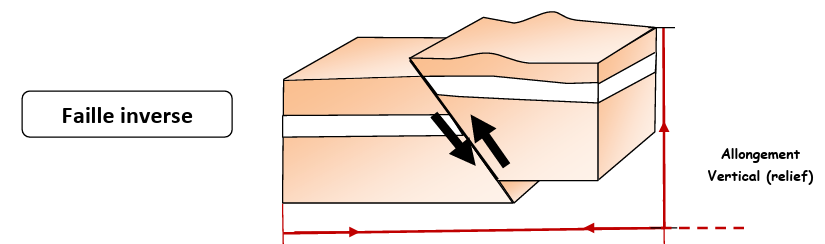 Faille inverse
Allongement
Vertical (relief)